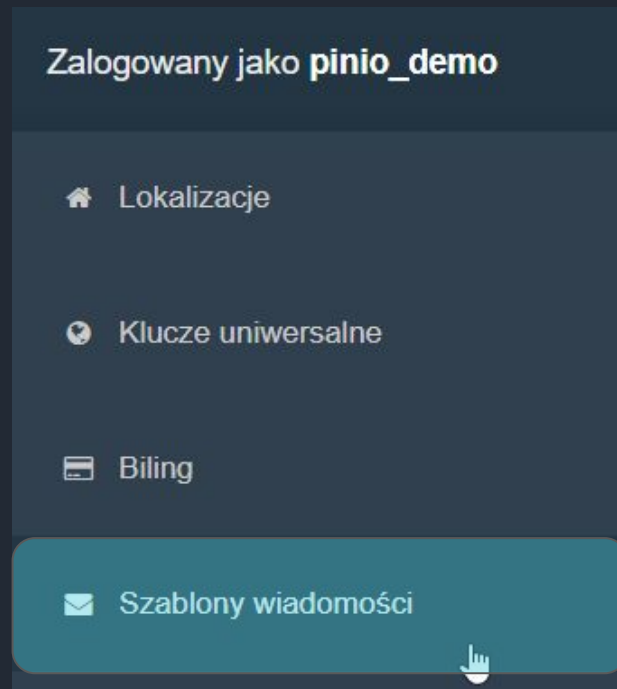 Zalogowany jako pinio_demo
Lokalizacje
Klucze uniwersalne
Biling
Szablony wiadomości